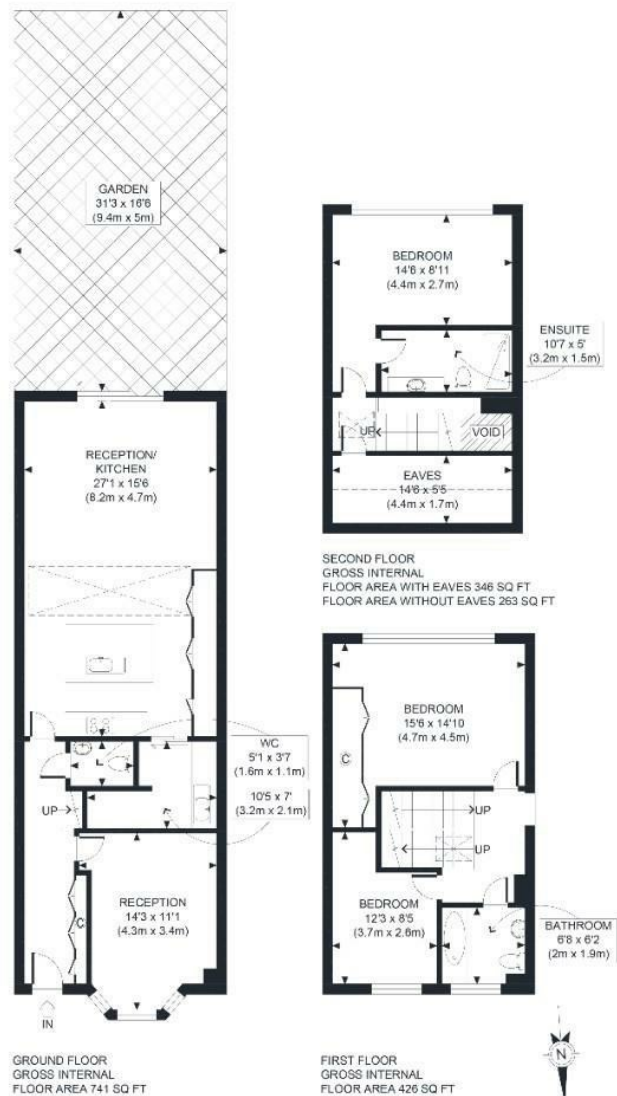 GARDEN
31'3 x 16'6
(9.4m x 5m)
RECEPTION/
KITCHEN
27'1 x 15'6
(8.2m x 4.7m)
WC
5'1 x 3'7
(1.6m x 1.1m)
10'5 x 7'
(3.2m x 2.1m)
UP
RECEPTION
14'3 x 11'1
(4.3m x 3.4m)
C
IN
GROUND FLOOR
GROSS INTERNAL
FLOOR AREA 741 SQ FT
BEDROOM
14'6 x 8'11
(4.4m x 2.7m)
ENSUITE
10'7 x 5'
(3.2m x 1.5m)
UP
VOID
EAVES
14'6 x 5'5
(4.4m x 1.7m)
SECOND FLOOR
GROSS INTERNAL
FLOOR AREA WITH EAVES 346 SQ FT
FLOOR AREA WITHOUT EAVES 263 SQ FT
BEDROOM
15'6 x 14'10
(4.7m x 4.5m)
C
UP
UP
BEDROOM
12'3 x 8'5
(3.7m x 2.6m)
BATHROOM
6'8 x 6'2
(2m x 1.9m)
FIRST FLOOR
GROSS INTERNAL
FLOOR AREA 426 SQ FT
N